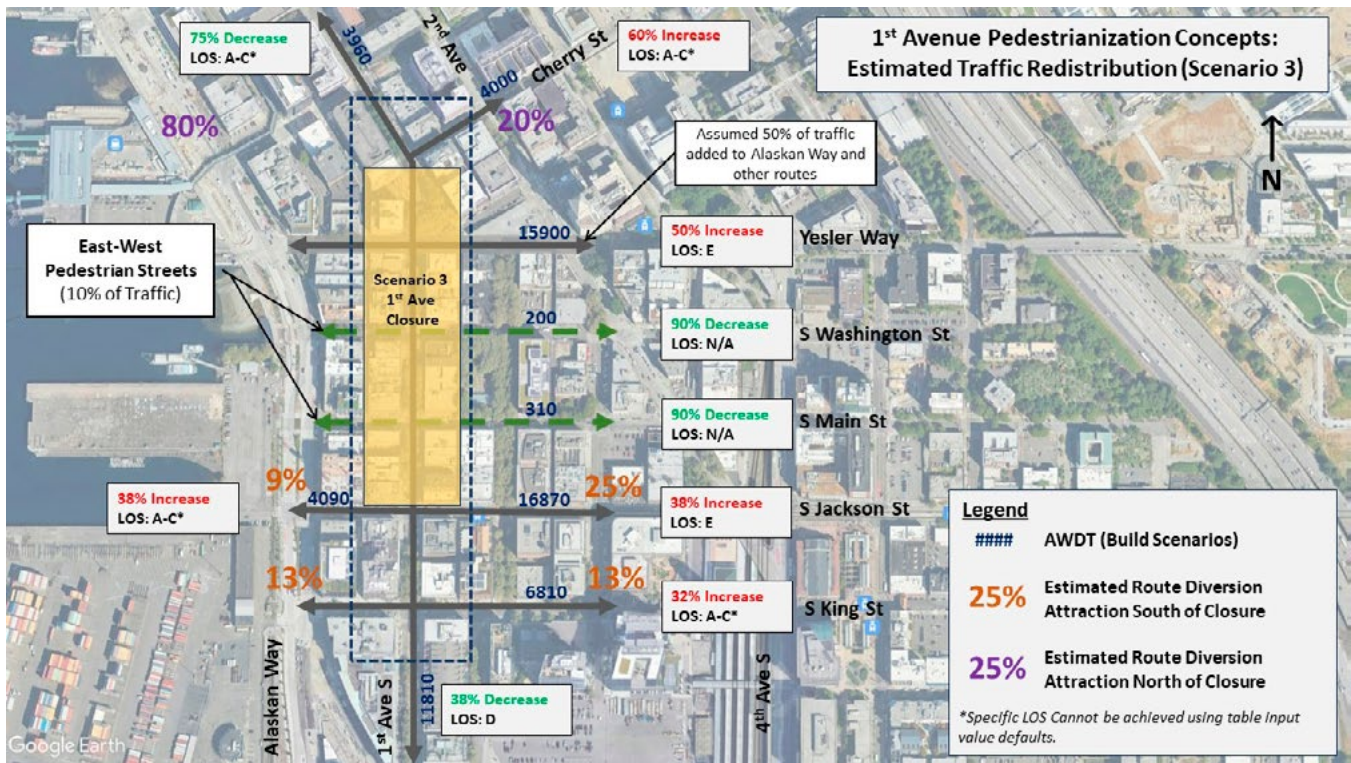 1st Avenue Pedestrianization Concepts:
Estimated Traffic Redistribution (Scenario 3)
75% Decrease
LOS: A-C*
3960
2nd Ave
Cherry St
4000
60% Increase
LOS: A-C*
80%
20%
Assumed 50% of traffic
added to Alaskan Way and
other routes
N
East-West
Pedestrian Streets
(10% of Traffic)
15900
50% Increase
LOS: E
Yesler Way
Scenario 3
1st Ave
Closure
200
90% Decrease
LOS: N/A
S Washington St
310
90% Decrease
LOS: N/A
S Main St
9%
38% Increase
LOS: A-C*
4090
16870
25%
38% Increase
LOS: E
S Jackson St
13%
13%
6810
32% Increase
LOS: A-C*
S King St
Alaskan Way
1st Ave S
11810
38% Decrease
LOS: D
4th Ave S
Legend
#### AWDT (Build Scenarios)
25% Estimated Route Diversion
Attraction South of Closure
25% Estimated Route Diversion
Attraction North of Closure
*Specific LOS Cannot be achieved using table input
value defaults.
Google Earth